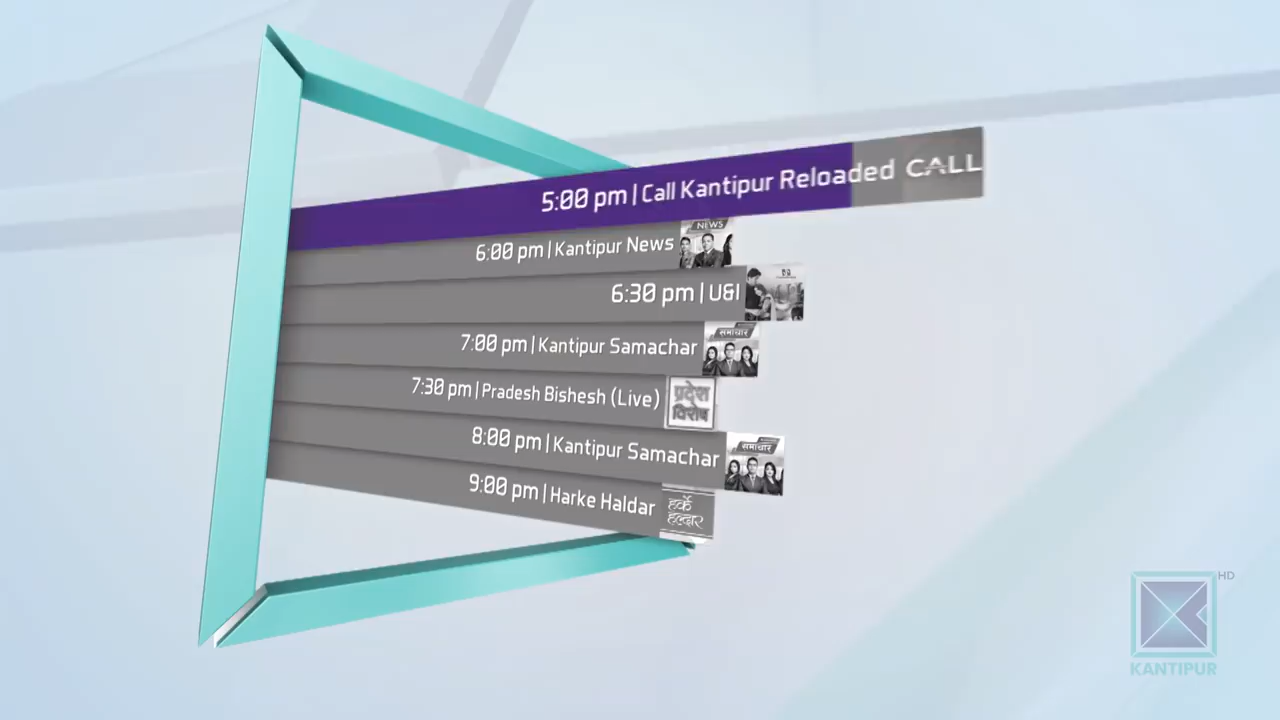 5:00 pm | Call Kantipur Reloaded CALL
6:00 pm | Kantipur News NEWS
6:30 pm | U&I
7:00 pm | Kantipur Samachar समाचार
7:30 pm | Pradesh Bishesh (Live) प्रदेश
विशेष
8:00 pm | Kantipur Samachar समाचार
9:00 pm | Harke Haldar हर्के
हल्दार
HD
KANTIPUR